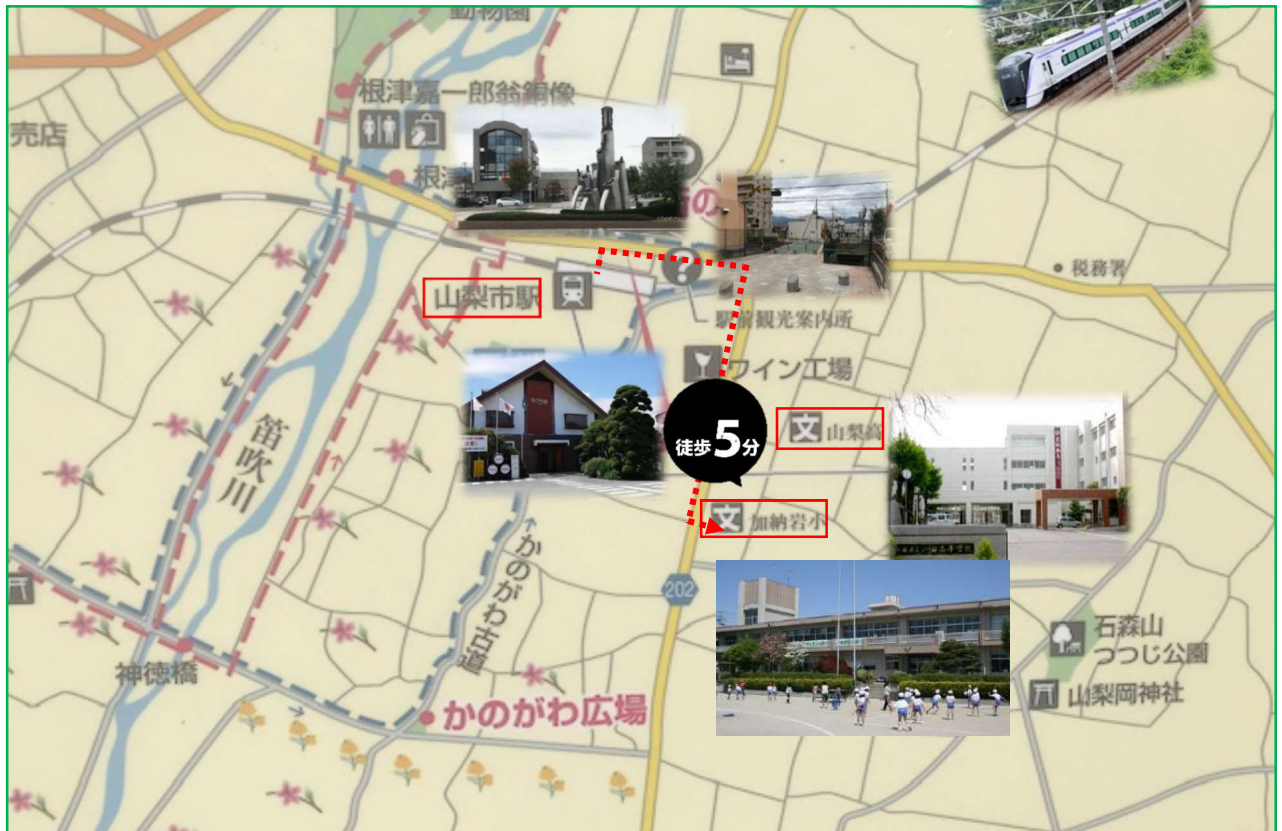 動物園
根津嘉一郎翁銅像
売店
根津
の
税務署
山梨市駅
?
駅前観光案内所
ワイン工場
徒歩5分
文 山梨高
笛吹川
文 加納岩小
かのがわ古道
202
石森山
つつじ公園
神徳橋
山梨岡神社
かのがわ広場